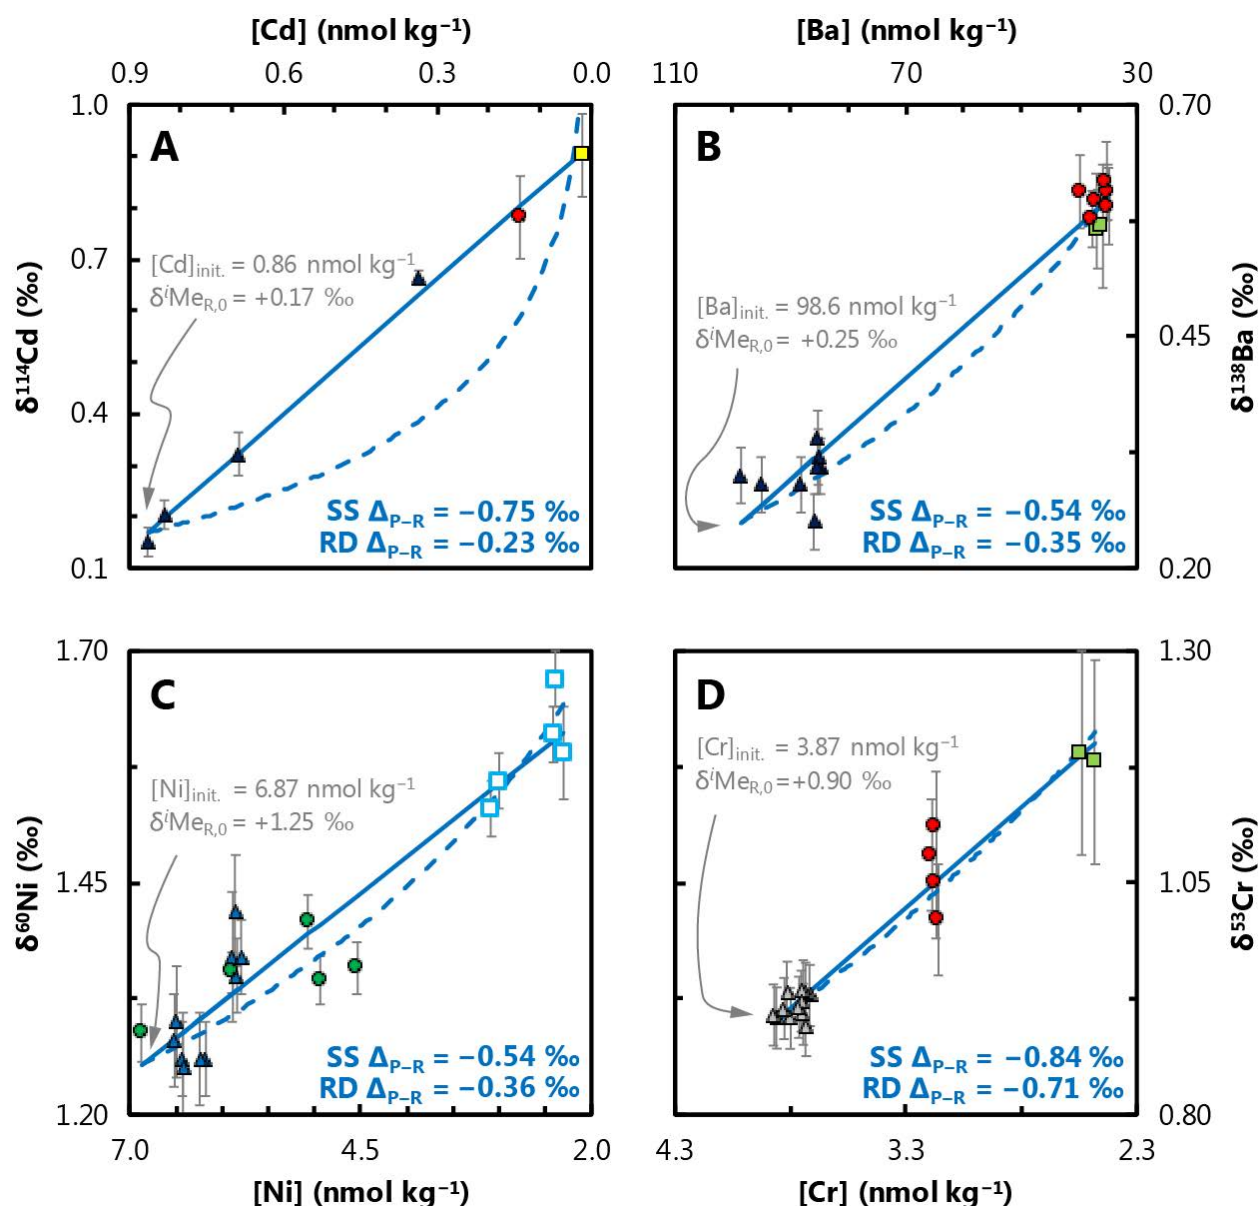 [Cd] (nmol kg⁻¹)
0.9 0.6 0.3 0.0
1.0
0.7
0.4
0.1
δ¹¹⁴Cd (‰)
A
[Cd]init. = 0.86 nmol kg⁻¹
δⁱMeR,0 = +0.17 ‰
SS ΔP−R = −0.75 ‰
RD ΔP−R = −0.23 ‰
[Ba] (nmol kg⁻¹)
110 70 30
0.70
0.45
0.20
δ¹³⁸Ba (‰)
B
[Ba]init. = 98.6 nmol kg⁻¹
δⁱMeR,0 = +0.25 ‰
SS ΔP−R = −0.54 ‰
RD ΔP−R = −0.35 ‰
1.70
1.45
1.20
δ⁶⁰Ni (‰)
C
[Ni]init. = 6.87 nmol kg⁻¹
δⁱMeR,0 = +1.25 ‰
SS ΔP−R = −0.54 ‰
RD ΔP−R = −0.36 ‰
7.0 4.5 2.0
[Ni] (nmol kg⁻¹)
1.30
1.05
0.80
δ⁵³Cr (‰)
D
[Cr]init. = 3.87 nmol kg⁻¹
δⁱMeR,0 =+0.90 ‰
SS ΔP−R = −0.84 ‰
RD ΔP−R = −0.71 ‰
4.3 3.3 2.3
[Cr] (nmol kg⁻¹)